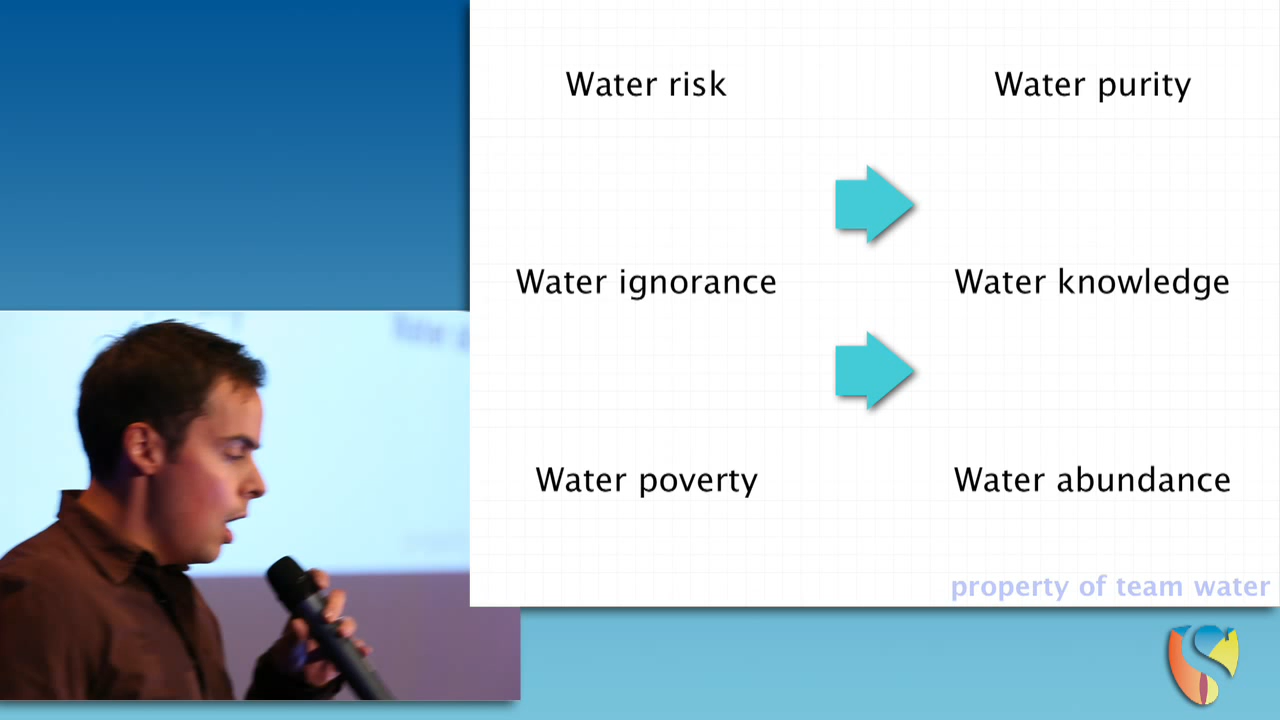 Water risk
Water purity
Water ignorance
Water knowledge
Water poverty
Water abundance
property of team water